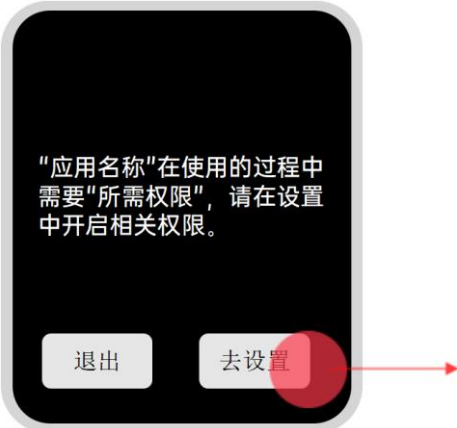 "应用名称"在使用的过程中
需要"所需权限"，请在设置
中开启相关权限。
退出
去设置